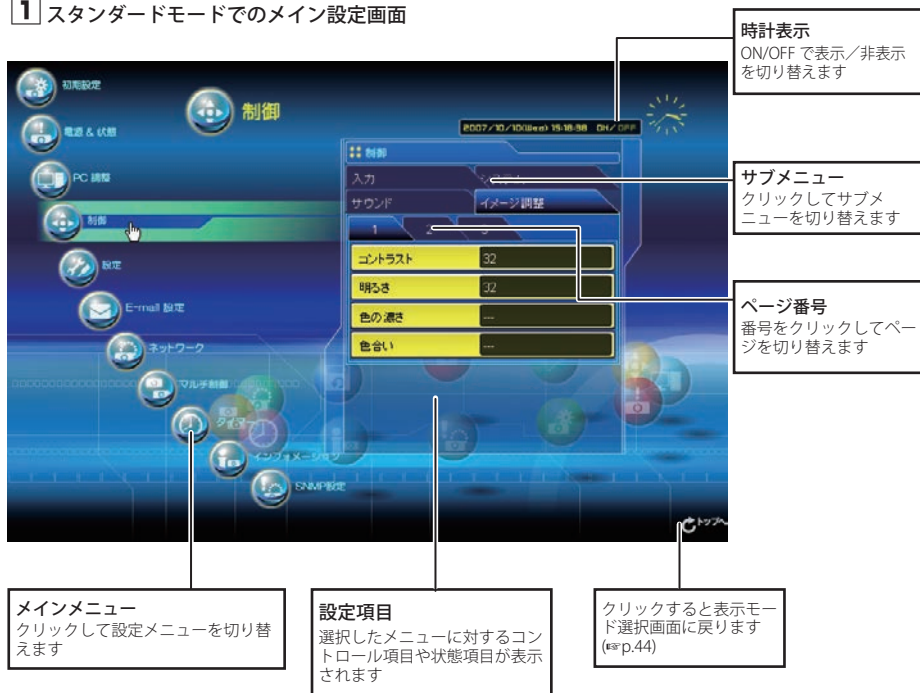 1 スタンダードモードでのメイン設定画面
時計表示
ON/OFF で表示／非表示
を切り替えます
初期設定
制御
電源 & 状態
2007/10/10(Wed) 15:18:38 ON/ OFF
PC 調整
制御
入力
システム
サウンド
イメージ調整
サブメニュー
クリックしてサブメ
ニューを切り替えます
制御
1 2 3
設定
コントラスト 32
明るさ 32
色の濃さ ---
色合い ---
ページ番号
番号をクリックしてペー
ジを切り替えます
E-mail 設定
ネットワーク
マルチ制御
タイマー
インフォメーション
SNMP設定
トップへ
メインメニュー
クリックして設定メニューを切り替
えます
設定項目
選択したメニューに対するコン
トロール項目や状態項目が表示
されます
クリックすると表示モー
ド選択画面に戻ります
(☞p.44)